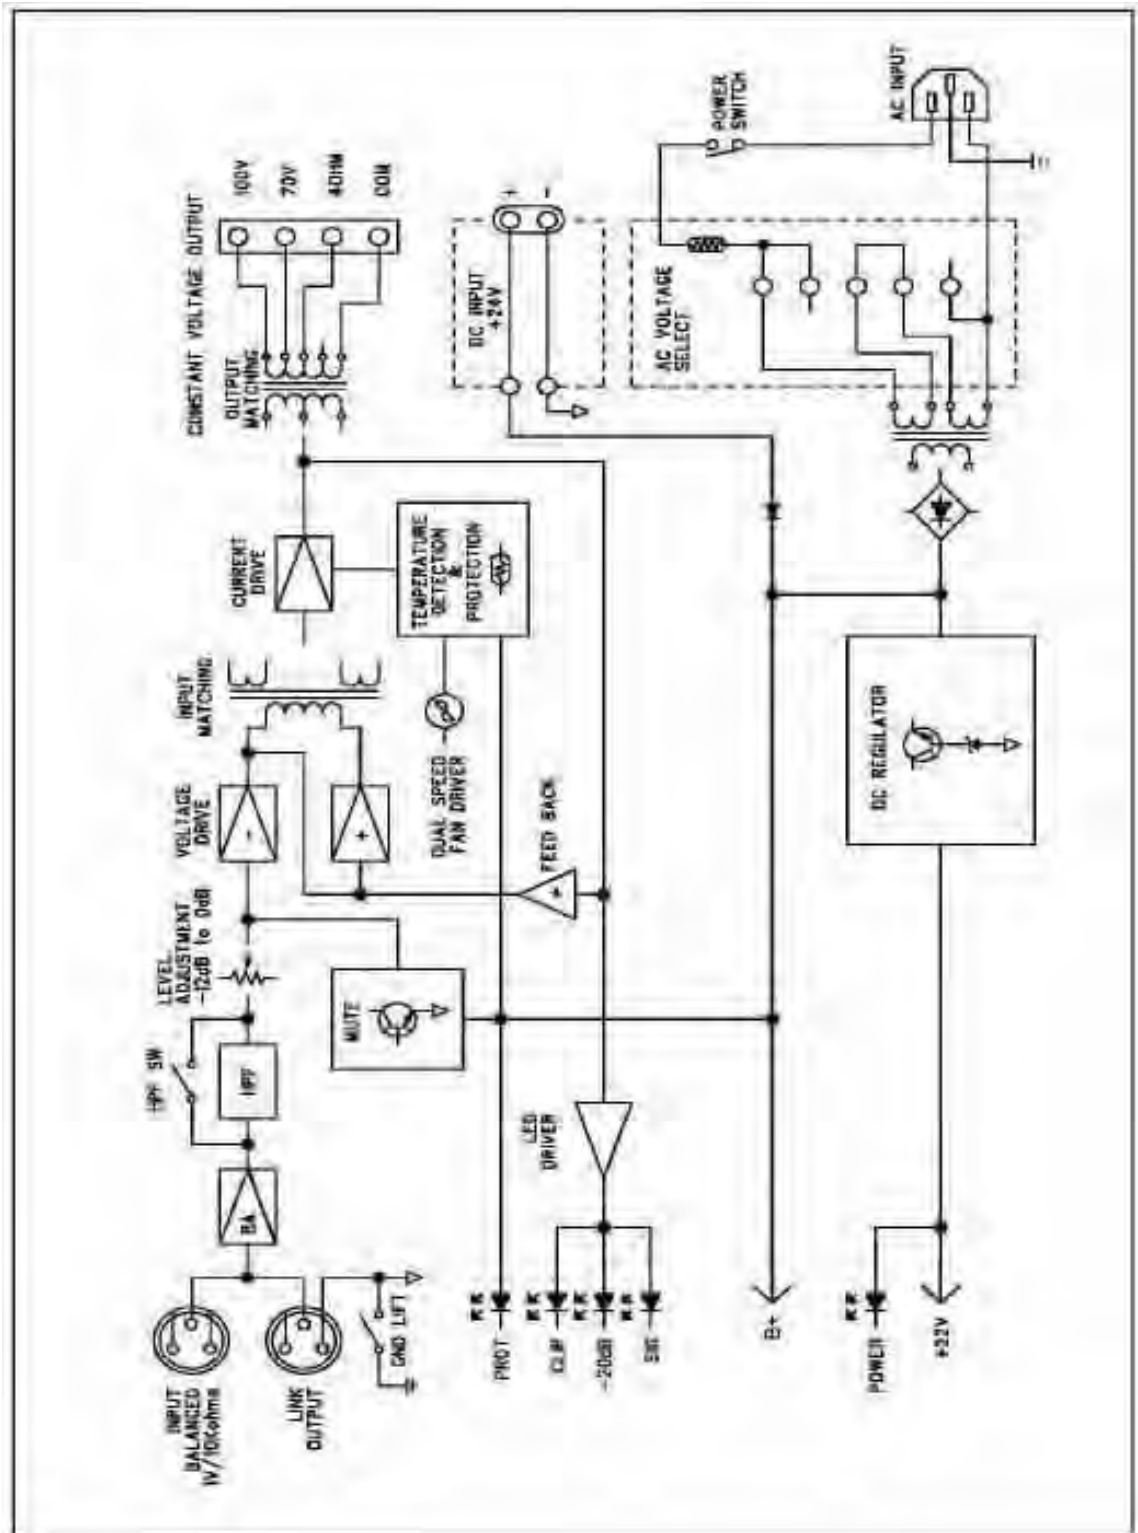 INPUT
BALANCED
1V/10Kohms
LINK
OUTPUT
GND LIFT
BA
HPF SW
HPF
LEVEL
ADJUSTMENT
-12dB to 0dB
MUTE
VOLTAGE
DRIVE
-
+
INPUT
MATCHING
CURRENT
DRIVE
TEMPERATURE
DETECTION
&
PROTECTION
DUAL SPEED
FAN DRIVER
FEED BACK
+
CONSTANT VOLTAGE OUTPUT
OUTPUT
MATCHING
100V
70V
4OHM
COM
LED
DRIVER
PROT
CLIP
-20dB
SIG
DC INPUT
+24V
+
-
POWER
SWITCH
AC INPUT
AC VOLTAGE
SELECT
DC REGULATOR
B+
POWER
+22V